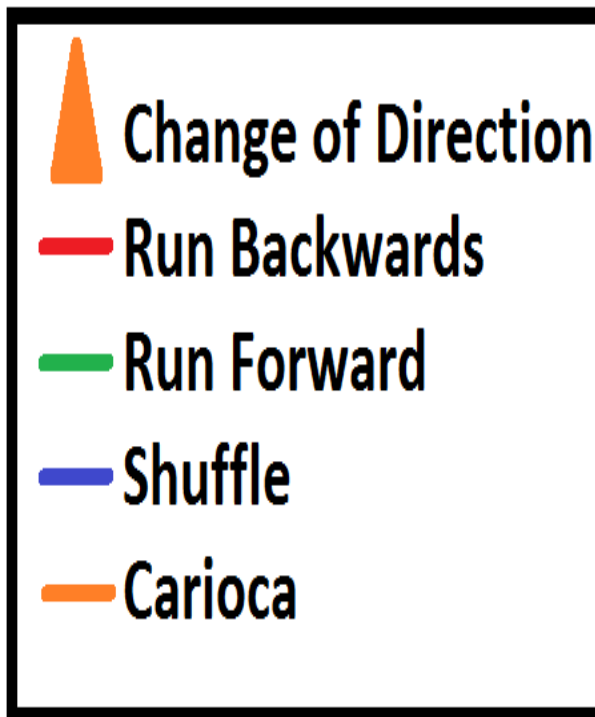 Change of Direction
Run Backwards
Run Forward
Shuffle
Carioca